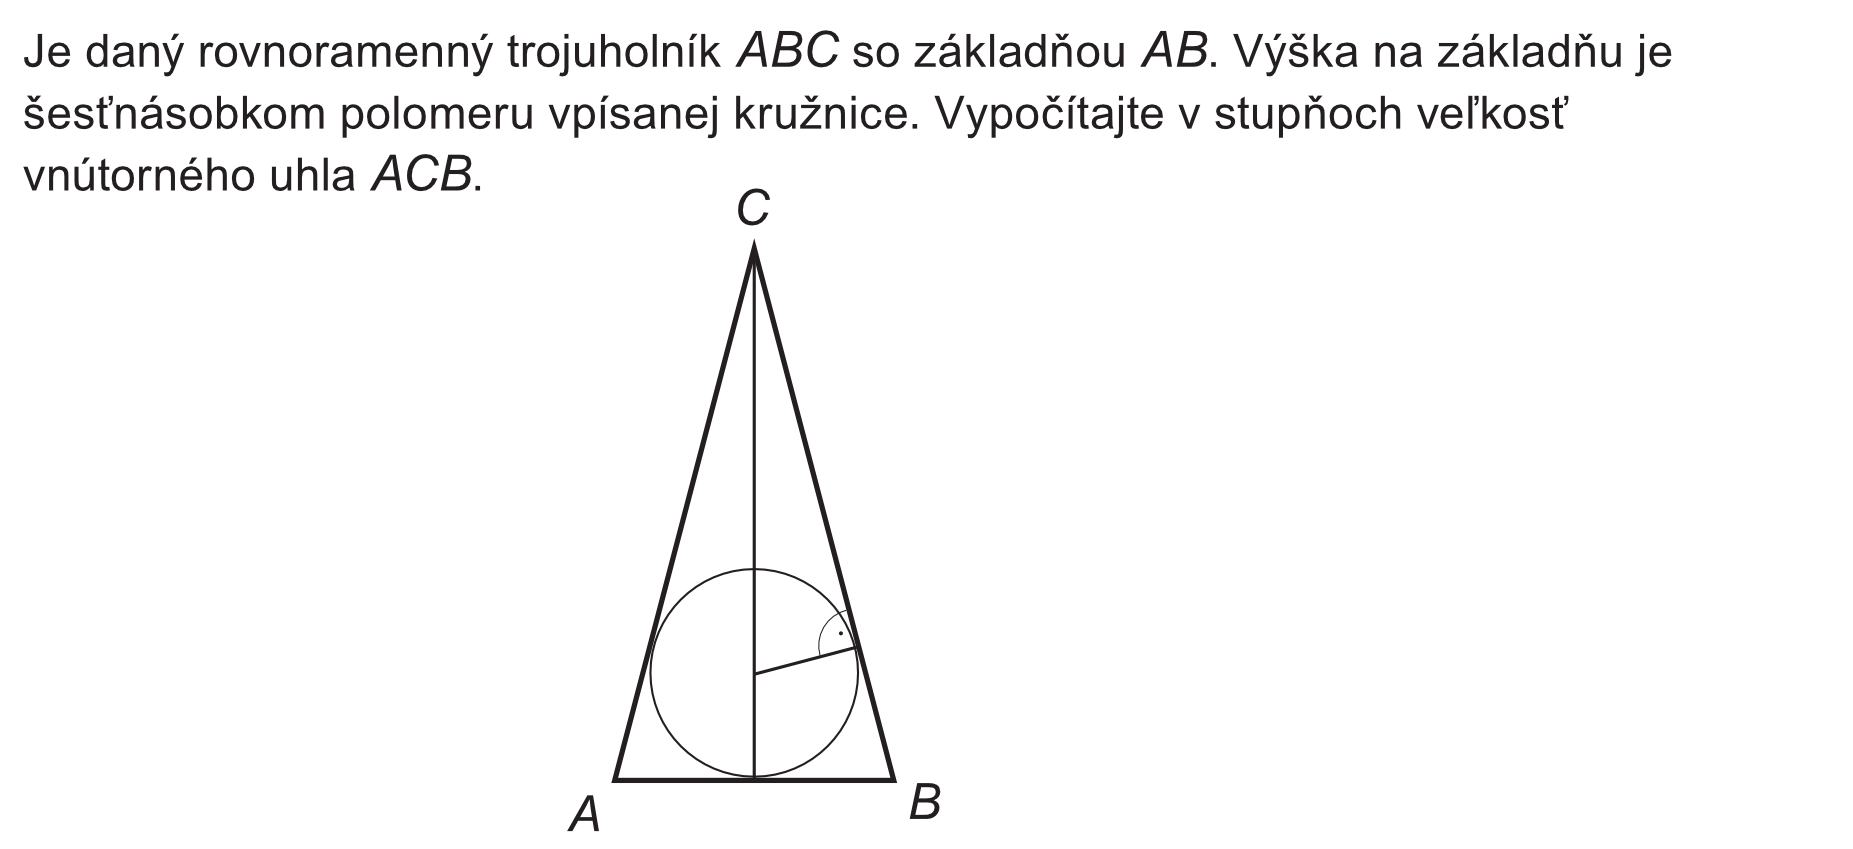 Je daný rovnoramenný trojuholník ABC so základňou AB. Výška na základňu je
šesťnásobkom polomeru vpísanej kružnice. Vypočítajte v stupňoch veľkosť
vnútorného uhla ACB.
C
A
B